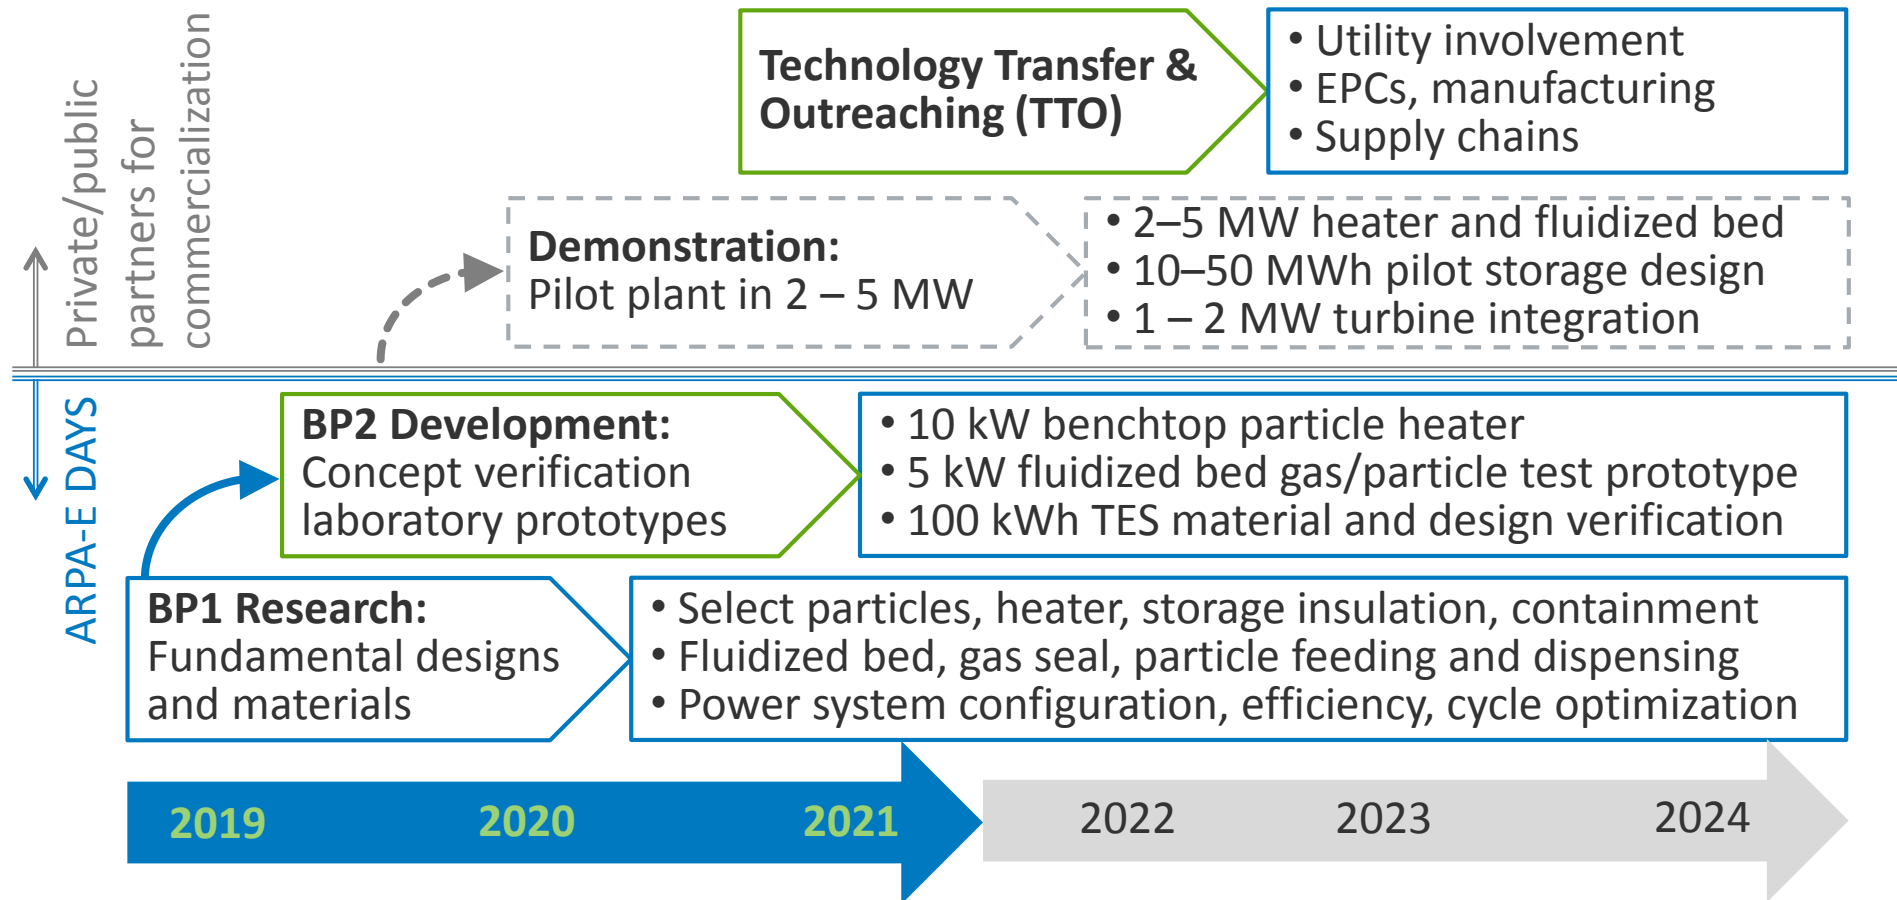 Private/public
partners for
commercialization
Technology Transfer &
Outreaching (TTO)
• Utility involvement
• EPCs, manufacturing
• Supply chains
Demonstration:
Pilot plant in 2 – 5 MW
• 2–5 MW heater and fluidized bed
• 10–50 MWh pilot storage design
• 1 – 2 MW turbine integration
ARPA-E DAYS
BP2 Development:
Concept verification
laboratory prototypes
• 10 kW benchtop particle heater
• 5 kW fluidized bed gas/particle test prototype
• 100 kWh TES material and design verification
BP1 Research:
Fundamental designs
and materials
• Select particles, heater, storage insulation, containment
• Fluidized bed, gas seal, particle feeding and dispensing
• Power system configuration, efficiency, cycle optimization
2019 2020 2021 2022 2023 2024